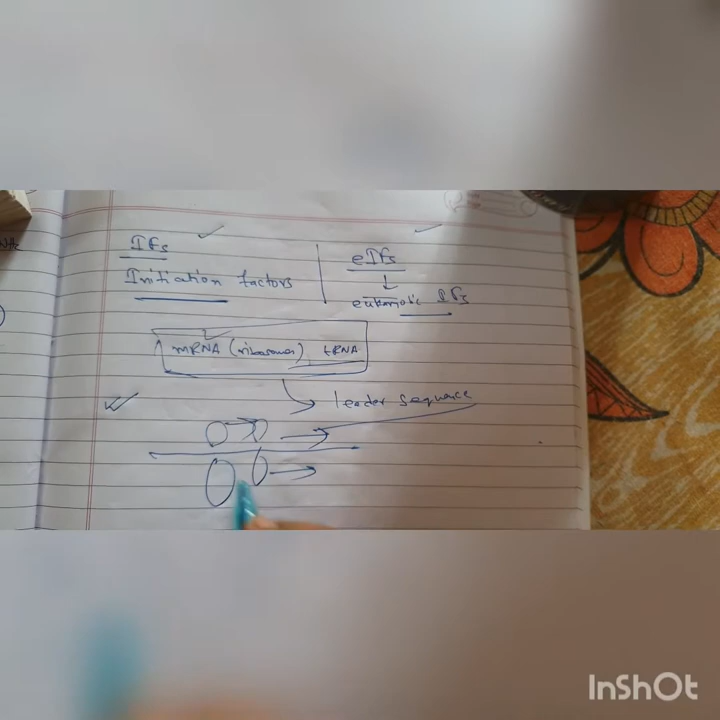 IFs
Initiation factors
eIFs
eukaryotic IFs
mRNA (ribosomes), tRNA
leader sequence
InShOt